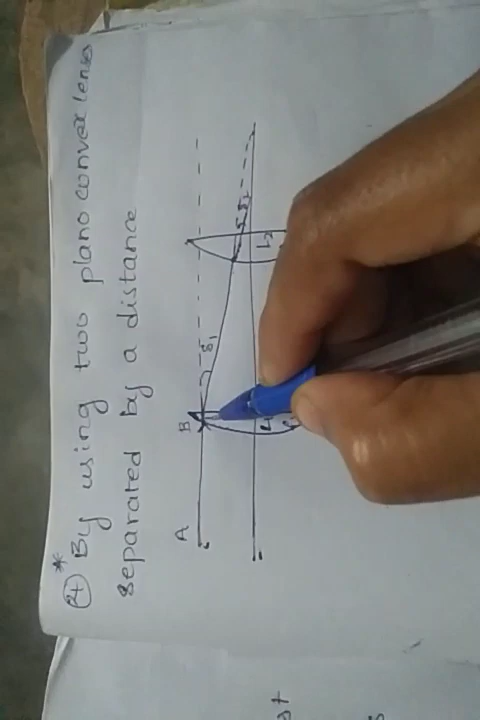 (4)* By using two plano convex lens
separated by a distance
A
B
δ₁
δ₂
L₁
L₂